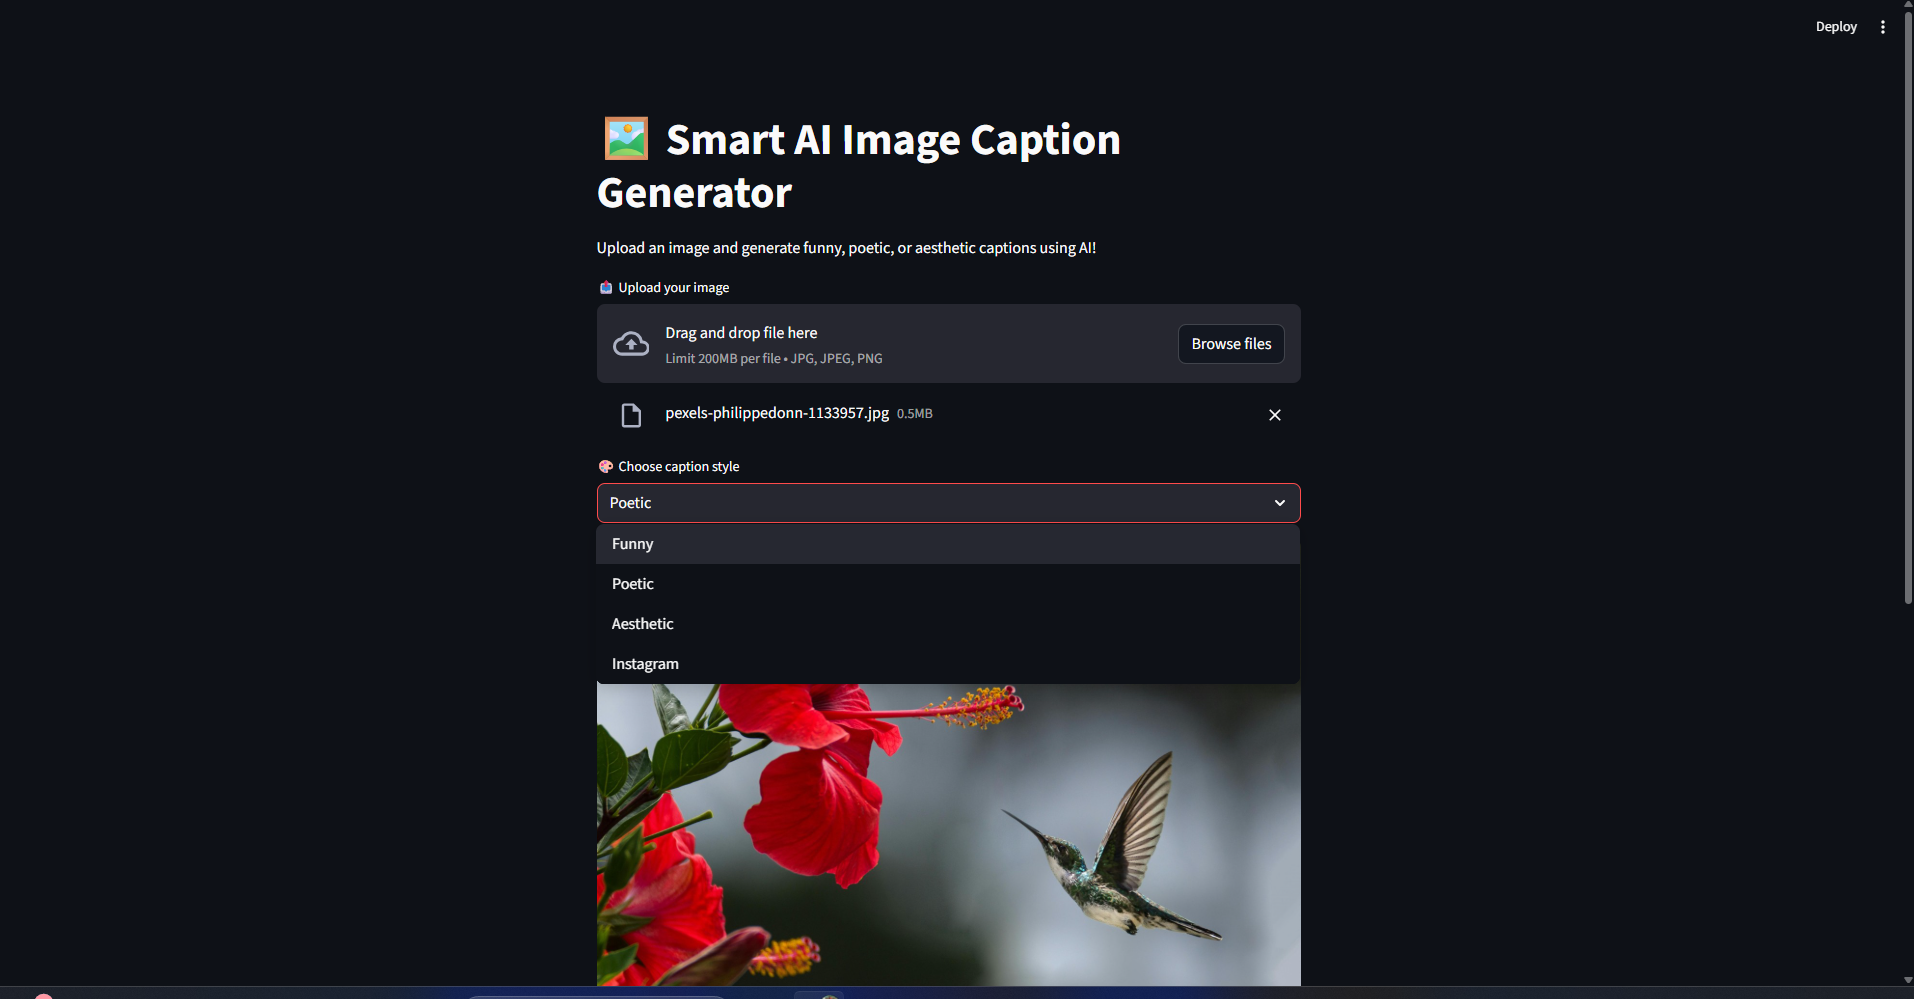 Deploy
Smart AI Image Caption
Generator
Upload an image and generate funny, poetic, or aesthetic captions using AI!
Upload your image
Drag and drop file here
Limit 200MB per file • JPG, JPEG, PNG
Browse files
pexels-philippedonn-1133957.jpg 0.5MB
Choose caption style
Poetic
Funny
Poetic
Aesthetic
Instagram